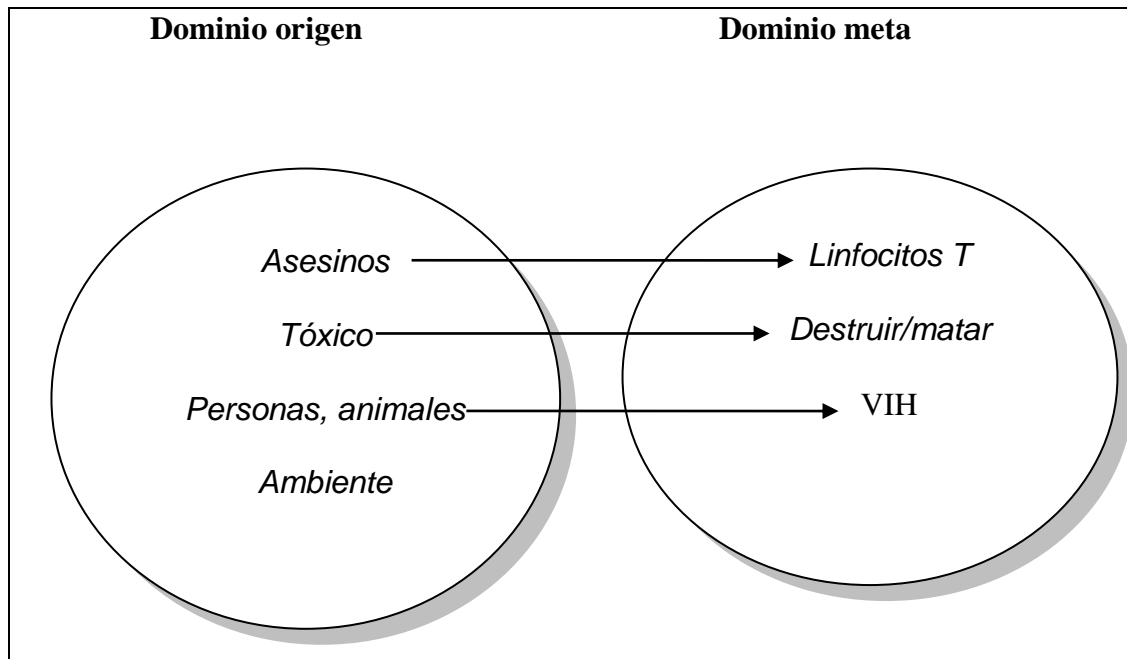 Dominio origen Dominio meta
Asesinos Linfocitos T
Tóxico Destruir/matar
Personas, animales VIH
Ambiente